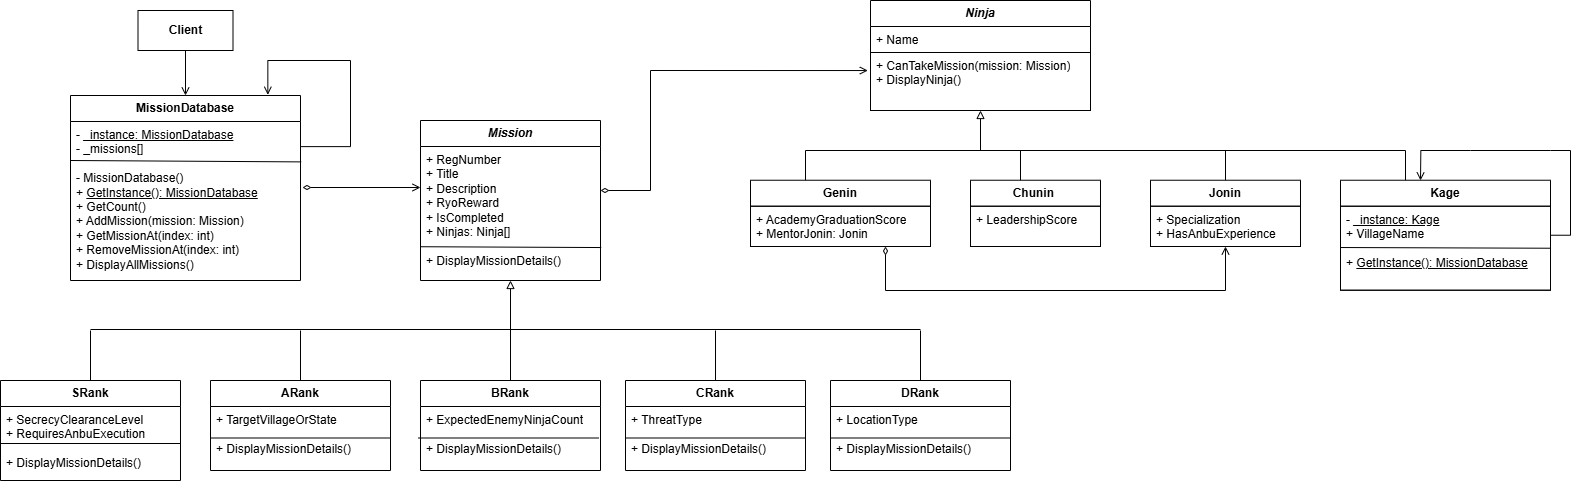 Client
MissionDatabase
- _instance: MissionDatabase
- _missions[]
- MissionDatabase()
+ GetInstance(): MissionDatabase
+ GetCount()
+ AddMission(mission: Mission)
+ GetMissionAt(index: int)
+ RemoveMissionAt(index: int)
+ DisplayAllMissions()
Mission
+ RegNumber
+ Title
+ Description
+ RyoReward
+ IsCompleted
+ Ninjas: Ninja[]
+ DisplayMissionDetails()
Ninja
+ Name
+ CanTakeMission(mission: Mission)
+ DisplayNinja()
Genin
+ AcademyGraduationScore
+ MentorJonin: Jonin
Chunin
+ LeadershipScore
Jonin
+ Specialization
+ HasAnbuExperience
Kage
- _instance: Kage
+ VillageName
+ GetInstance(): MissionDatabase
SRank
+ SecrecyClearanceLevel
+ RequiresAnbuExecution
+ DisplayMissionDetails()
ARank
+ TargetVillageOrState
+ DisplayMissionDetails()
BRank
+ ExpectedEnemyNinjaCount
+ DisplayMissionDetails()
CRank
+ ThreatType
+ DisplayMissionDetails()
DRank
+ LocationType
+ DisplayMissionDetails()